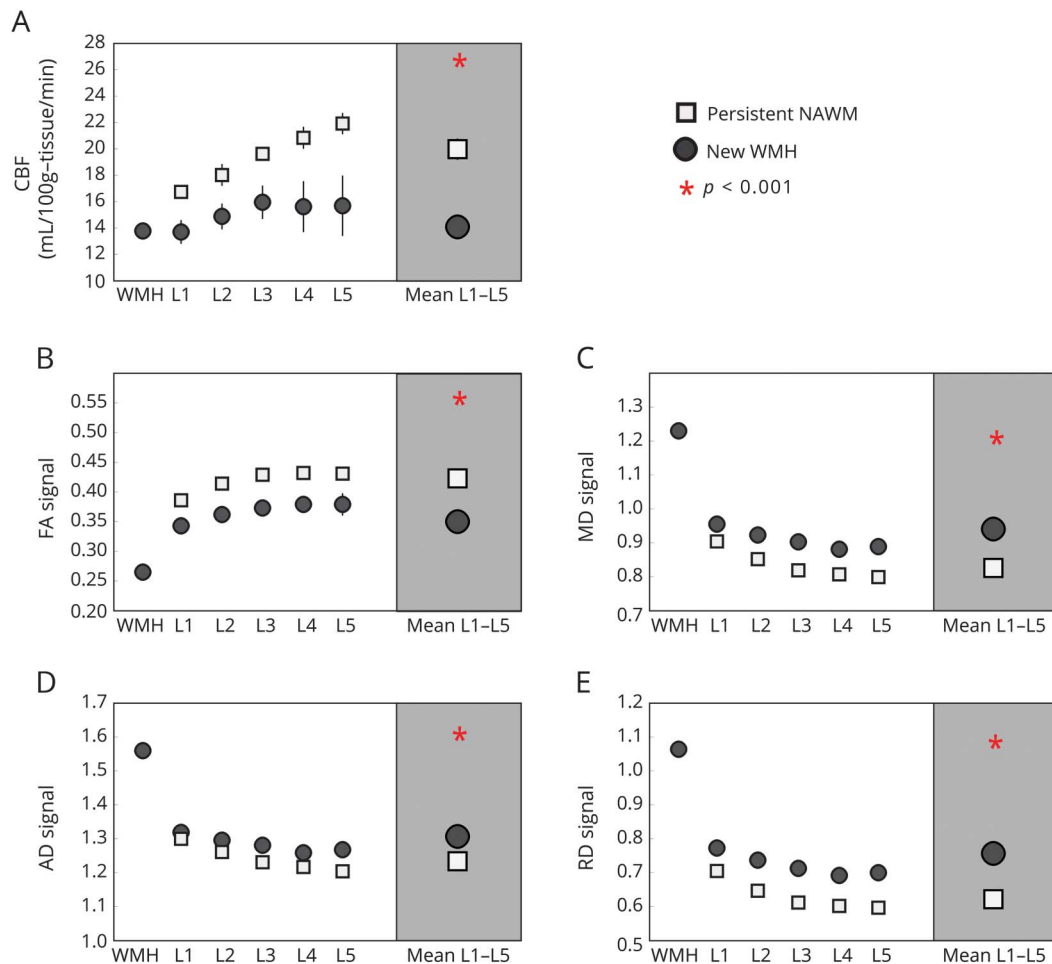 A
CBF
(mL/100g–tissue/min)
28
26
24
22
20
18
16
14
12
10
WMH L1 L2 L3 L4 L5 Mean L1–L5
Persistent NAWM
New WMH
* p < 0.001
B
FA signal
0.55
0.50
0.45
0.40
0.35
0.30
0.25
0.20
WMH L1 L2 L3 L4 L5 Mean L1–L5
C
MD signal
1.3
1.2
1.0
0.9
0.8
0.7
WMH L1 L2 L3 L4 L5 Mean L1–L5
D
AD signal
1.7
1.6
1.5
1.4
1.3
1.2
1.1
1.0
WMH L1 L2 L3 L4 L5 Mean L1–L5
E
RD signal
1.2
1.1
1.0
0.9
0.8
0.7
0.6
0.5
WMH L1 L2 L3 L4 L5 Mean L1–L5